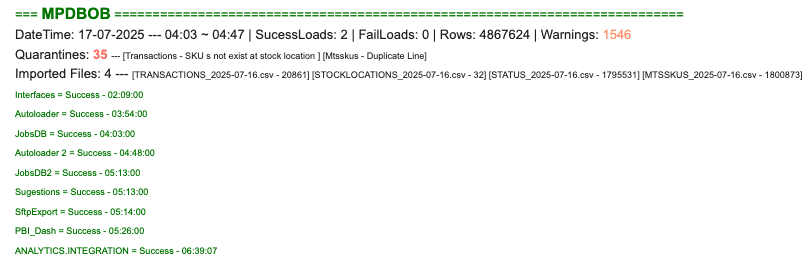 === MPDBOB ==========================================================================
DateTime: 17-07-2025 --- 04:03 ~ 04:47 | SucessLoads: 2 | FailLoads: 0 | Rows: 4867624 | Warnings: 1546
Quarantines: 35 --- [Transactions - SKU s not exist at stock location ] [Mtsskus - Duplicate Line]
Imported Files: 4 --- [TRANSACTIONS_2025-07-16.csv - 20861] [STOCKLOCATIONS_2025-07-16.csv - 32] [STATUS_2025-07-16.csv - 1795531] [MTSSKUS_2025-07-16.csv - 1800873]
Interfaces = Success - 02:09:00
Autoloader = Success - 03:54:00
JobsDB = Success - 04:03:00
Autoloader 2 = Success - 04:48:00
JobsDB2 = Success - 05:13:00
Sugestions = Success - 05:13:00
SftpExport = Success - 05:14:00
PBI_Dash = Success - 05:26:00
ANALYTICS.INTEGRATION = Success - 06:39:07